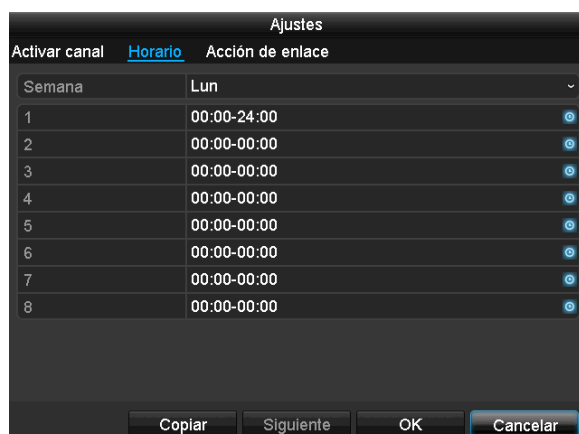 Ajustes
Activar canal Horario Acción de enlace
Semana Lun
1 00:00-24:00
2 00:00-00:00
3 00:00-00:00
4 00:00-00:00
5 00:00-00:00
6 00:00-00:00
7 00:00-00:00
8 00:00-00:00
Copiar Siguiente OK Cancelar